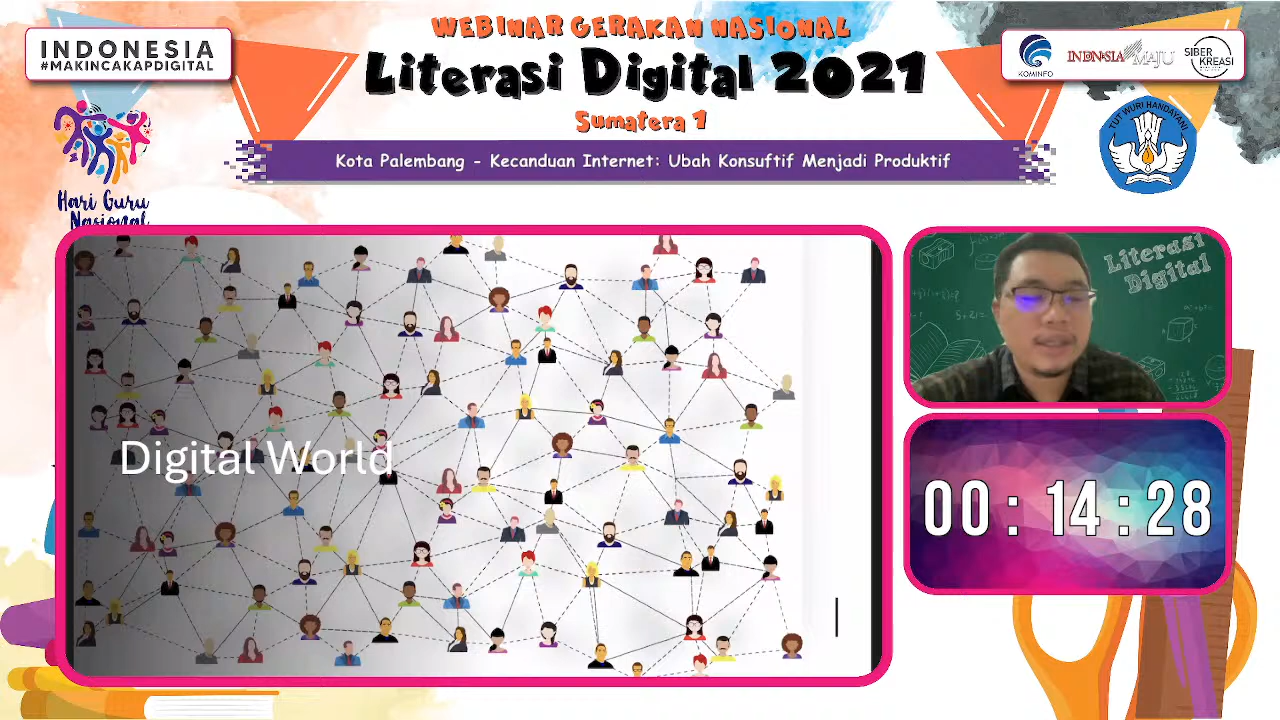 INDONESIA
#MAKINCAKAPDIGITAL
WEBINAR GERAKAN NASIONAL
Literasi Digital 2021
Sumatera 1
KOMINFO
INDONESIA MAJU
SIBER
KREASI
TUT WURI HANDAYANI
Kota Palembang - Kecanduan Internet: Ubah Konsuftif Menjadi Produktif
Hari Guru
Nasional
Digital World
Literasi
Digital
00 : 14 : 28